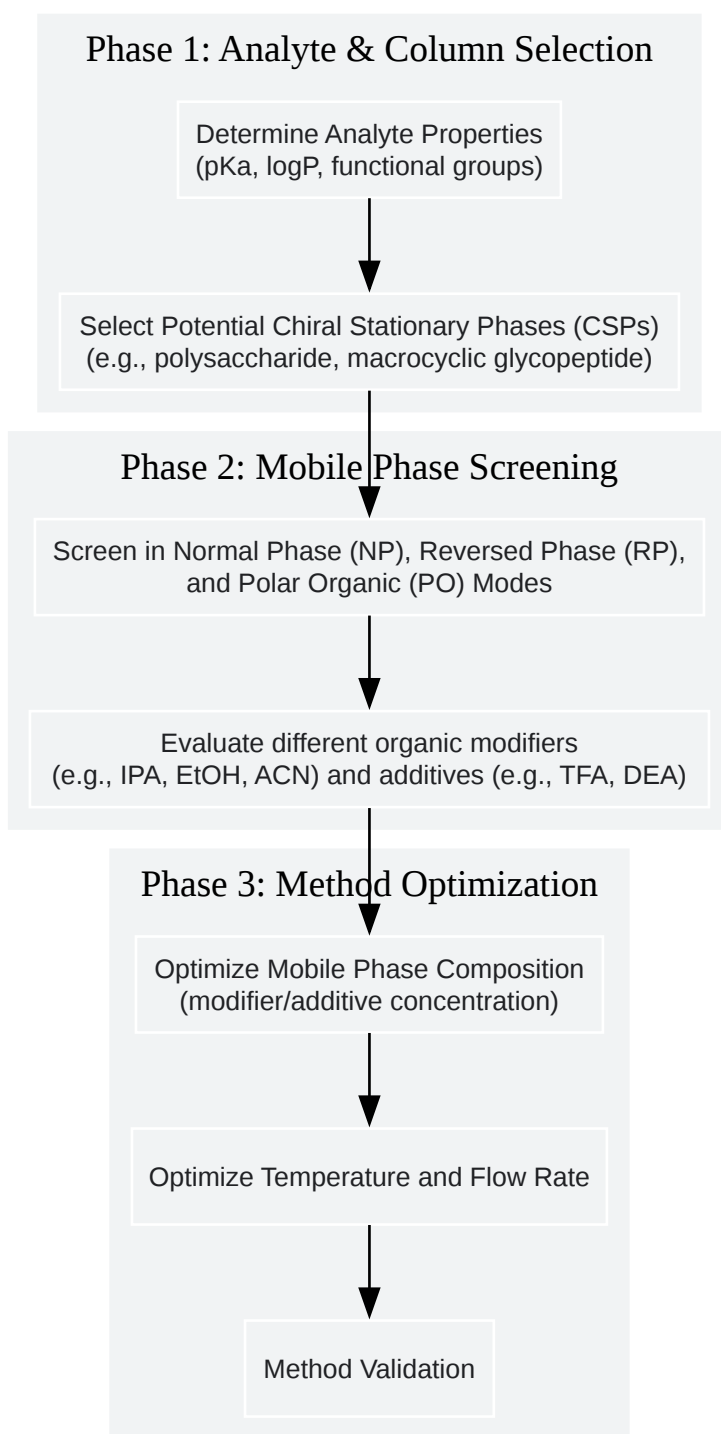 Phase 1: Analyte & Column Selection
Determine Analyte Properties
(pKa, logP, functional groups)
Select Potential Chiral Stationary Phases (CSPs)
(e.g., polysaccharide, macrocyclic glycopeptide)
Phase 2: Mobile Phase Screening
Screen in Normal Phase (NP), Reversed Phase (RP),
and Polar Organic (PO) Modes
Evaluate different organic modifiers
(e.g., IPA, EtOH, ACN) and additives (e.g., TFA, DEA)
Phase 3: Method Optimization
Optimize Mobile Phase Composition
(modifier/additive concentration)
Optimize Temperature and Flow Rate
Method Validation